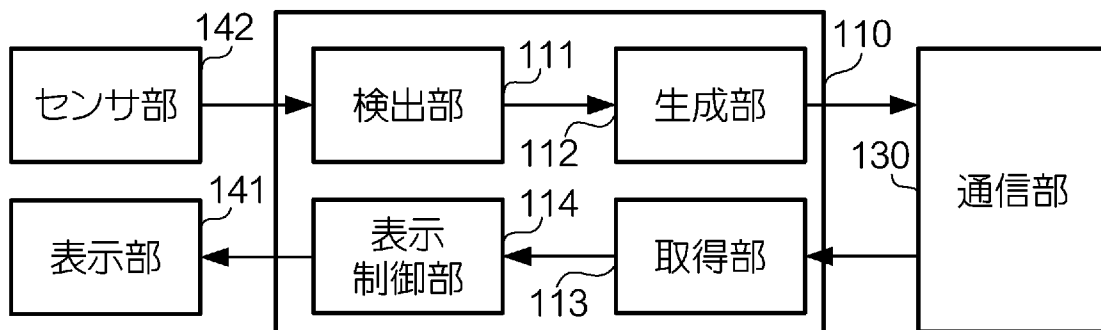 142
111
110
センサ部
検出部
生成部
112
130
通信部
141
114
表示部
表示
制御部
取得部
113